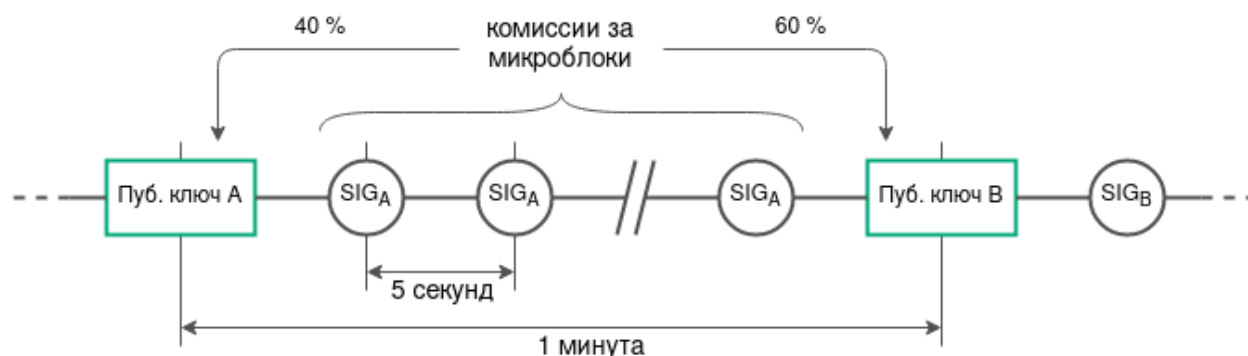 40 %
комиссии за
микроблоки
60 %
Пуб. ключ A
SIGA
SIGA
SIGA
Пуб. ключ B
SIGB
5 секунд
1 минута